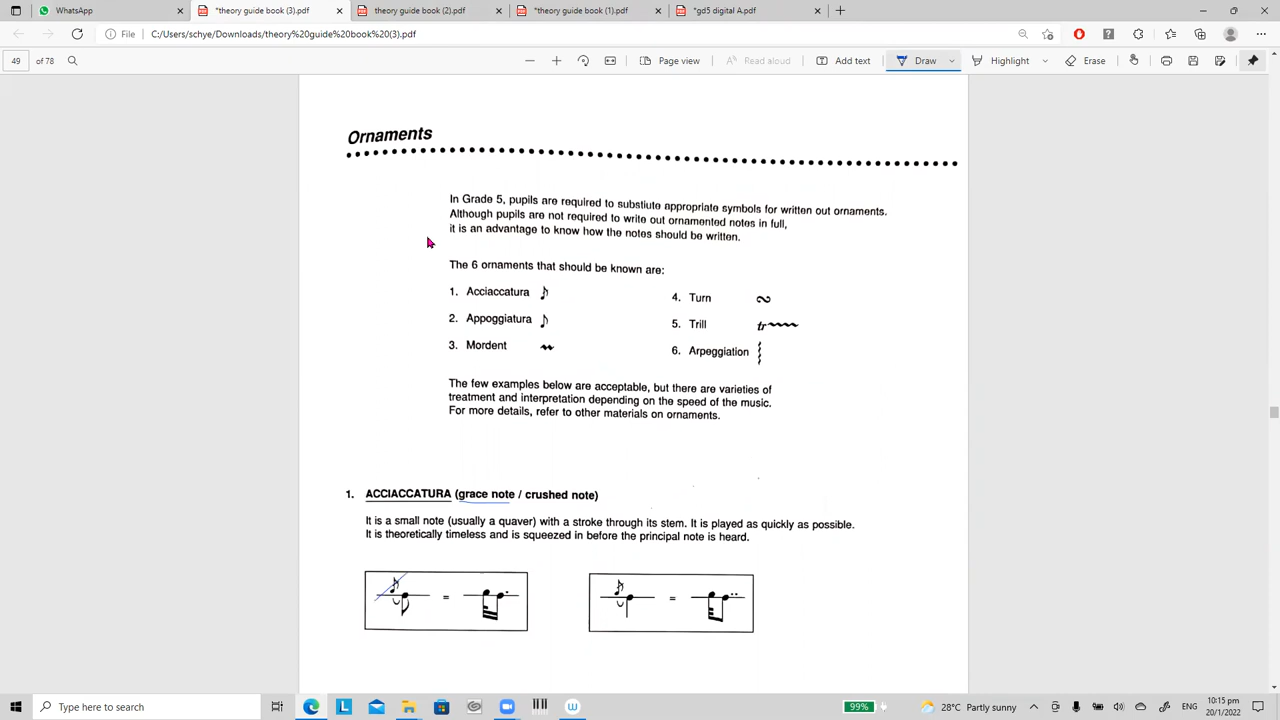 WhatsApp
*theory guide book (3).pdf
theory guide book (2).pdf
*theory guide book (1).pdf
*gd5 digital A.pdf
File
C:/Users/schye/Downloads/theory%20guide%20book%20(3).pdf
49 of 78
Page view
Read aloud
Add text
Draw
Highlight
Erase
Ornaments
In Grade 5, pupils are required to substiute appropriate symbols for written out ornaments.
Although pupils are not required to write out ornamented notes in full,
it is an advantage to know how the notes should be written.
The 6 ornaments that should be known are:
1. Acciaccatura
2. Appoggiatura
3. Mordent
4. Turn
5. Trill tr
6. Arpeggiation
The few examples below are acceptable, but there are varieties of
treatment and interpretation depending on the speed of the music.
For more details, refer to other materials on ornaments.
1. ACCIACCATURA (grace note / crushed note)
It is a small note (usually a quaver) with a stroke through its stem. It is played as quickly as possible.
It is theoretically timeless and is squeezed in before the principal note is heard.
=
=
Type here to search
99%
28°C Partly sunny
ENG
10:15 pm
20/1/2022